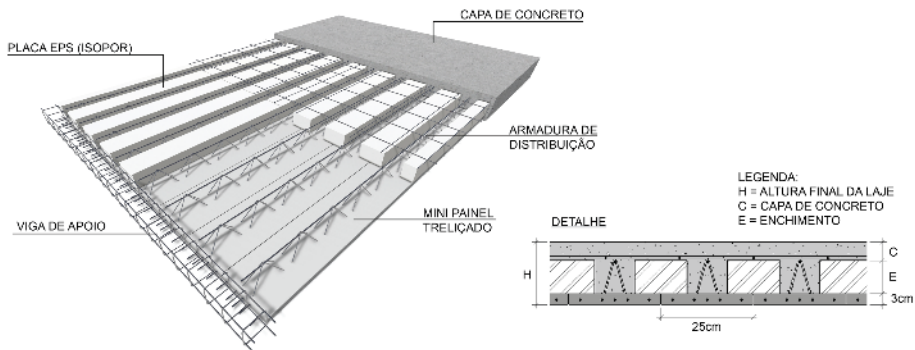 CAPA DE CONCRETO
PLACA EPS (ISOPOR)
ARMADURA DE
DISTRIBUIÇÃO
MINI PAINEL
TRELIÇADO
VIGA DE APOIO
LEGENDA:
H = ALTURA FINAL DA LAJE
C = CAPA DE CONCRETO
E = ENCHIMENTO
DETALHE
H
C
E
3cm
25cm